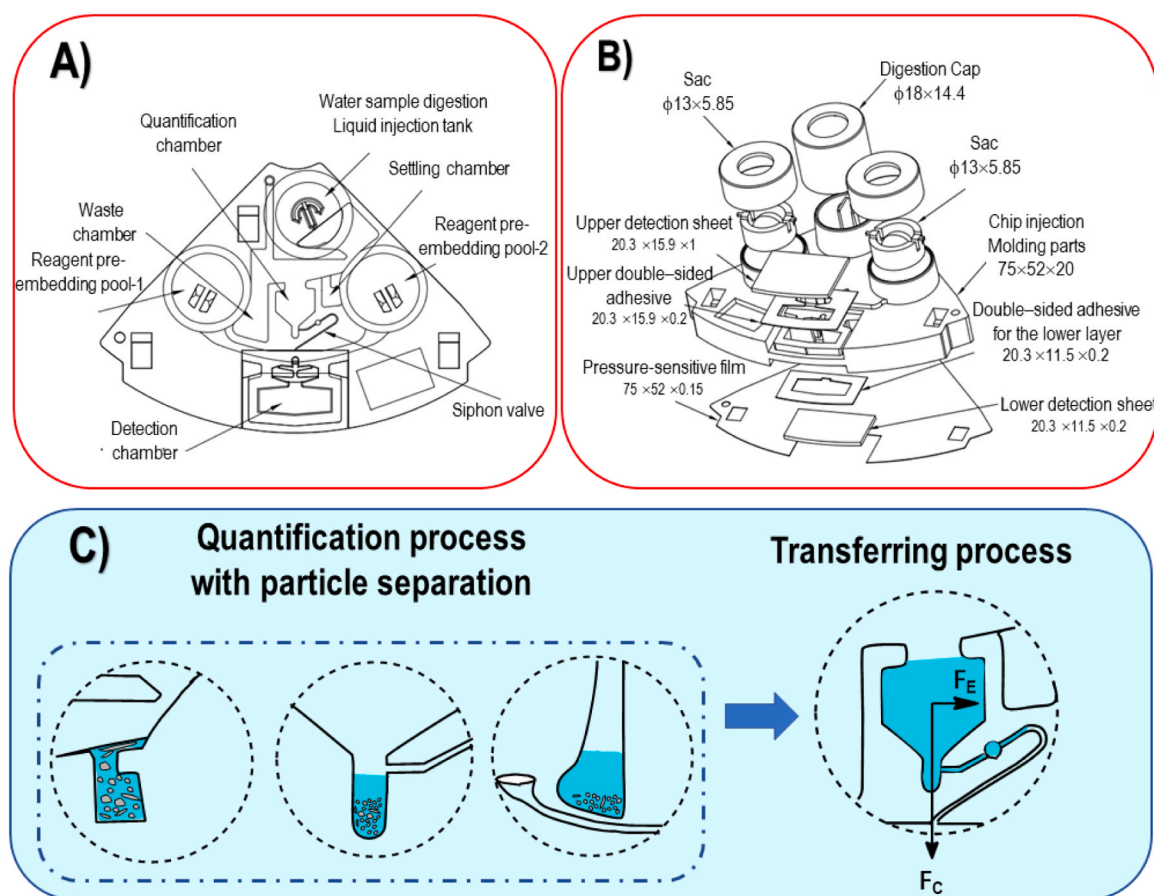 A)
Water sample digestion
Liquid injection tank
Quantification
chamber
Settling chamber
Waste
chamber
Reagent pre-
embedding pool-2
Reagent pre-
embedding pool-1
Siphon valve
Detection
chamber
B)
Digestion Cap
ϕ18×14.4
Sac
ϕ13×5.85
Sac
ϕ13×5.85
Upper detection sheet
20.3 ×15.9 ×1
Chip injection
Molding parts
75×52×20
Upper double–sided
adhesive
20.3 ×15.9 ×0.2
Double–sided adhesive
for the lower layer
20.3 ×11.5 ×0.2
Pressure-sensitive film
75 ×52 ×0.15
Lower detection sheet
20.3 ×11.5 ×0.2
C)
Quantification process
with particle separation
Transferring process
FE
FC